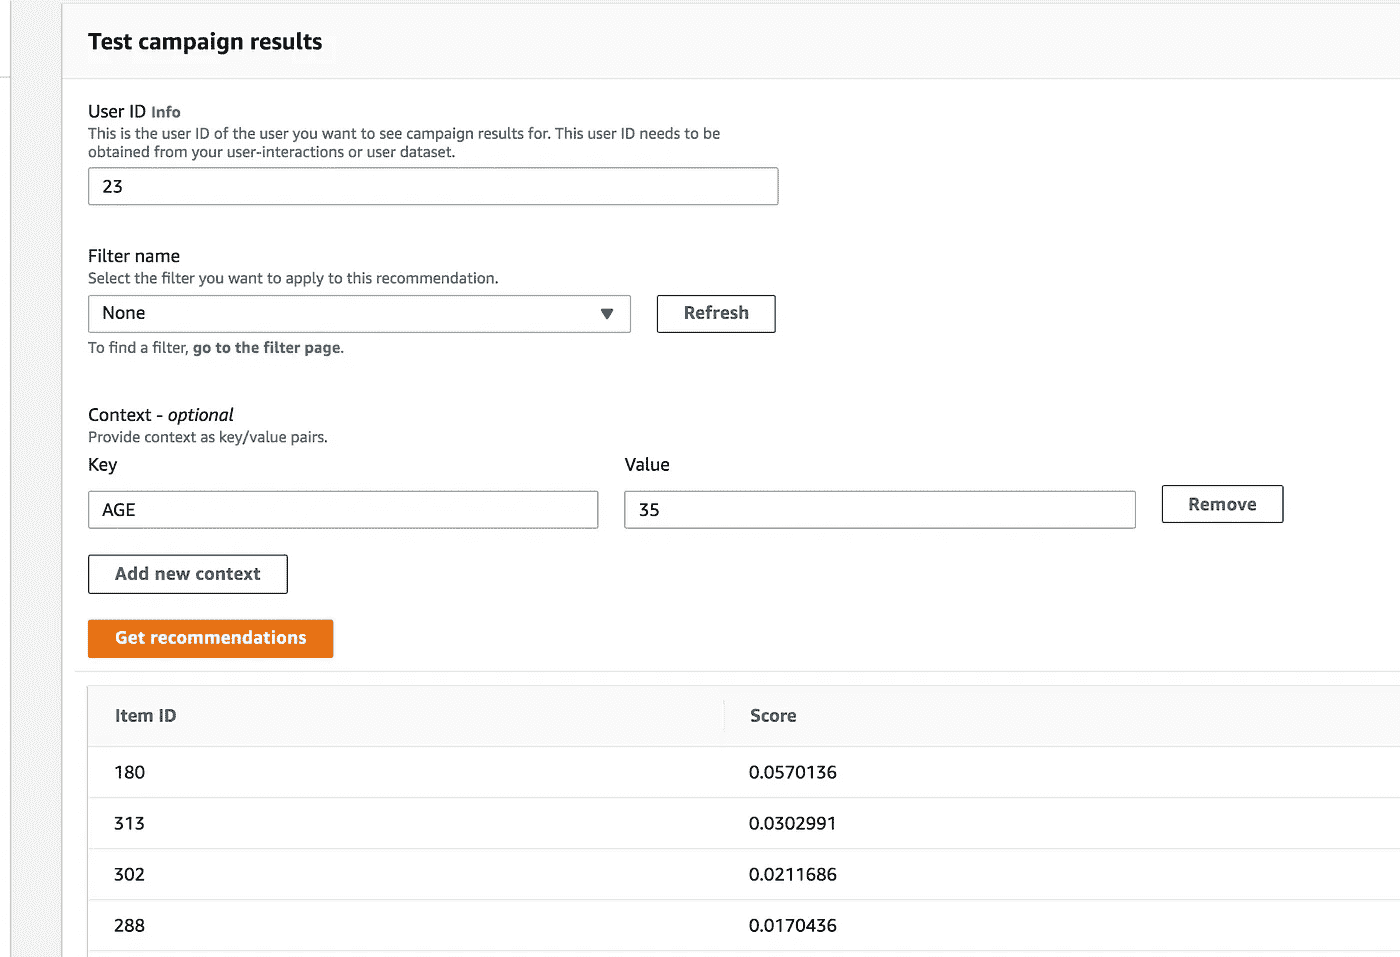 Test campaign results
User ID Info
This is the user ID of the user you want to see campaign results for. This user ID needs to be
obtained from your user-interactions or user dataset.
23
Filter name
Select the filter you want to apply to this recommendation.
None
Refresh
To find a filter, go to the filter page.
Context - optional
Provide context as key/value pairs.
Key Value
AGE 35 Remove
Add new context
Get recommendations
Item ID Score
180 0.0570136
313 0.0302991
302 0.0211686
288 0.0170436